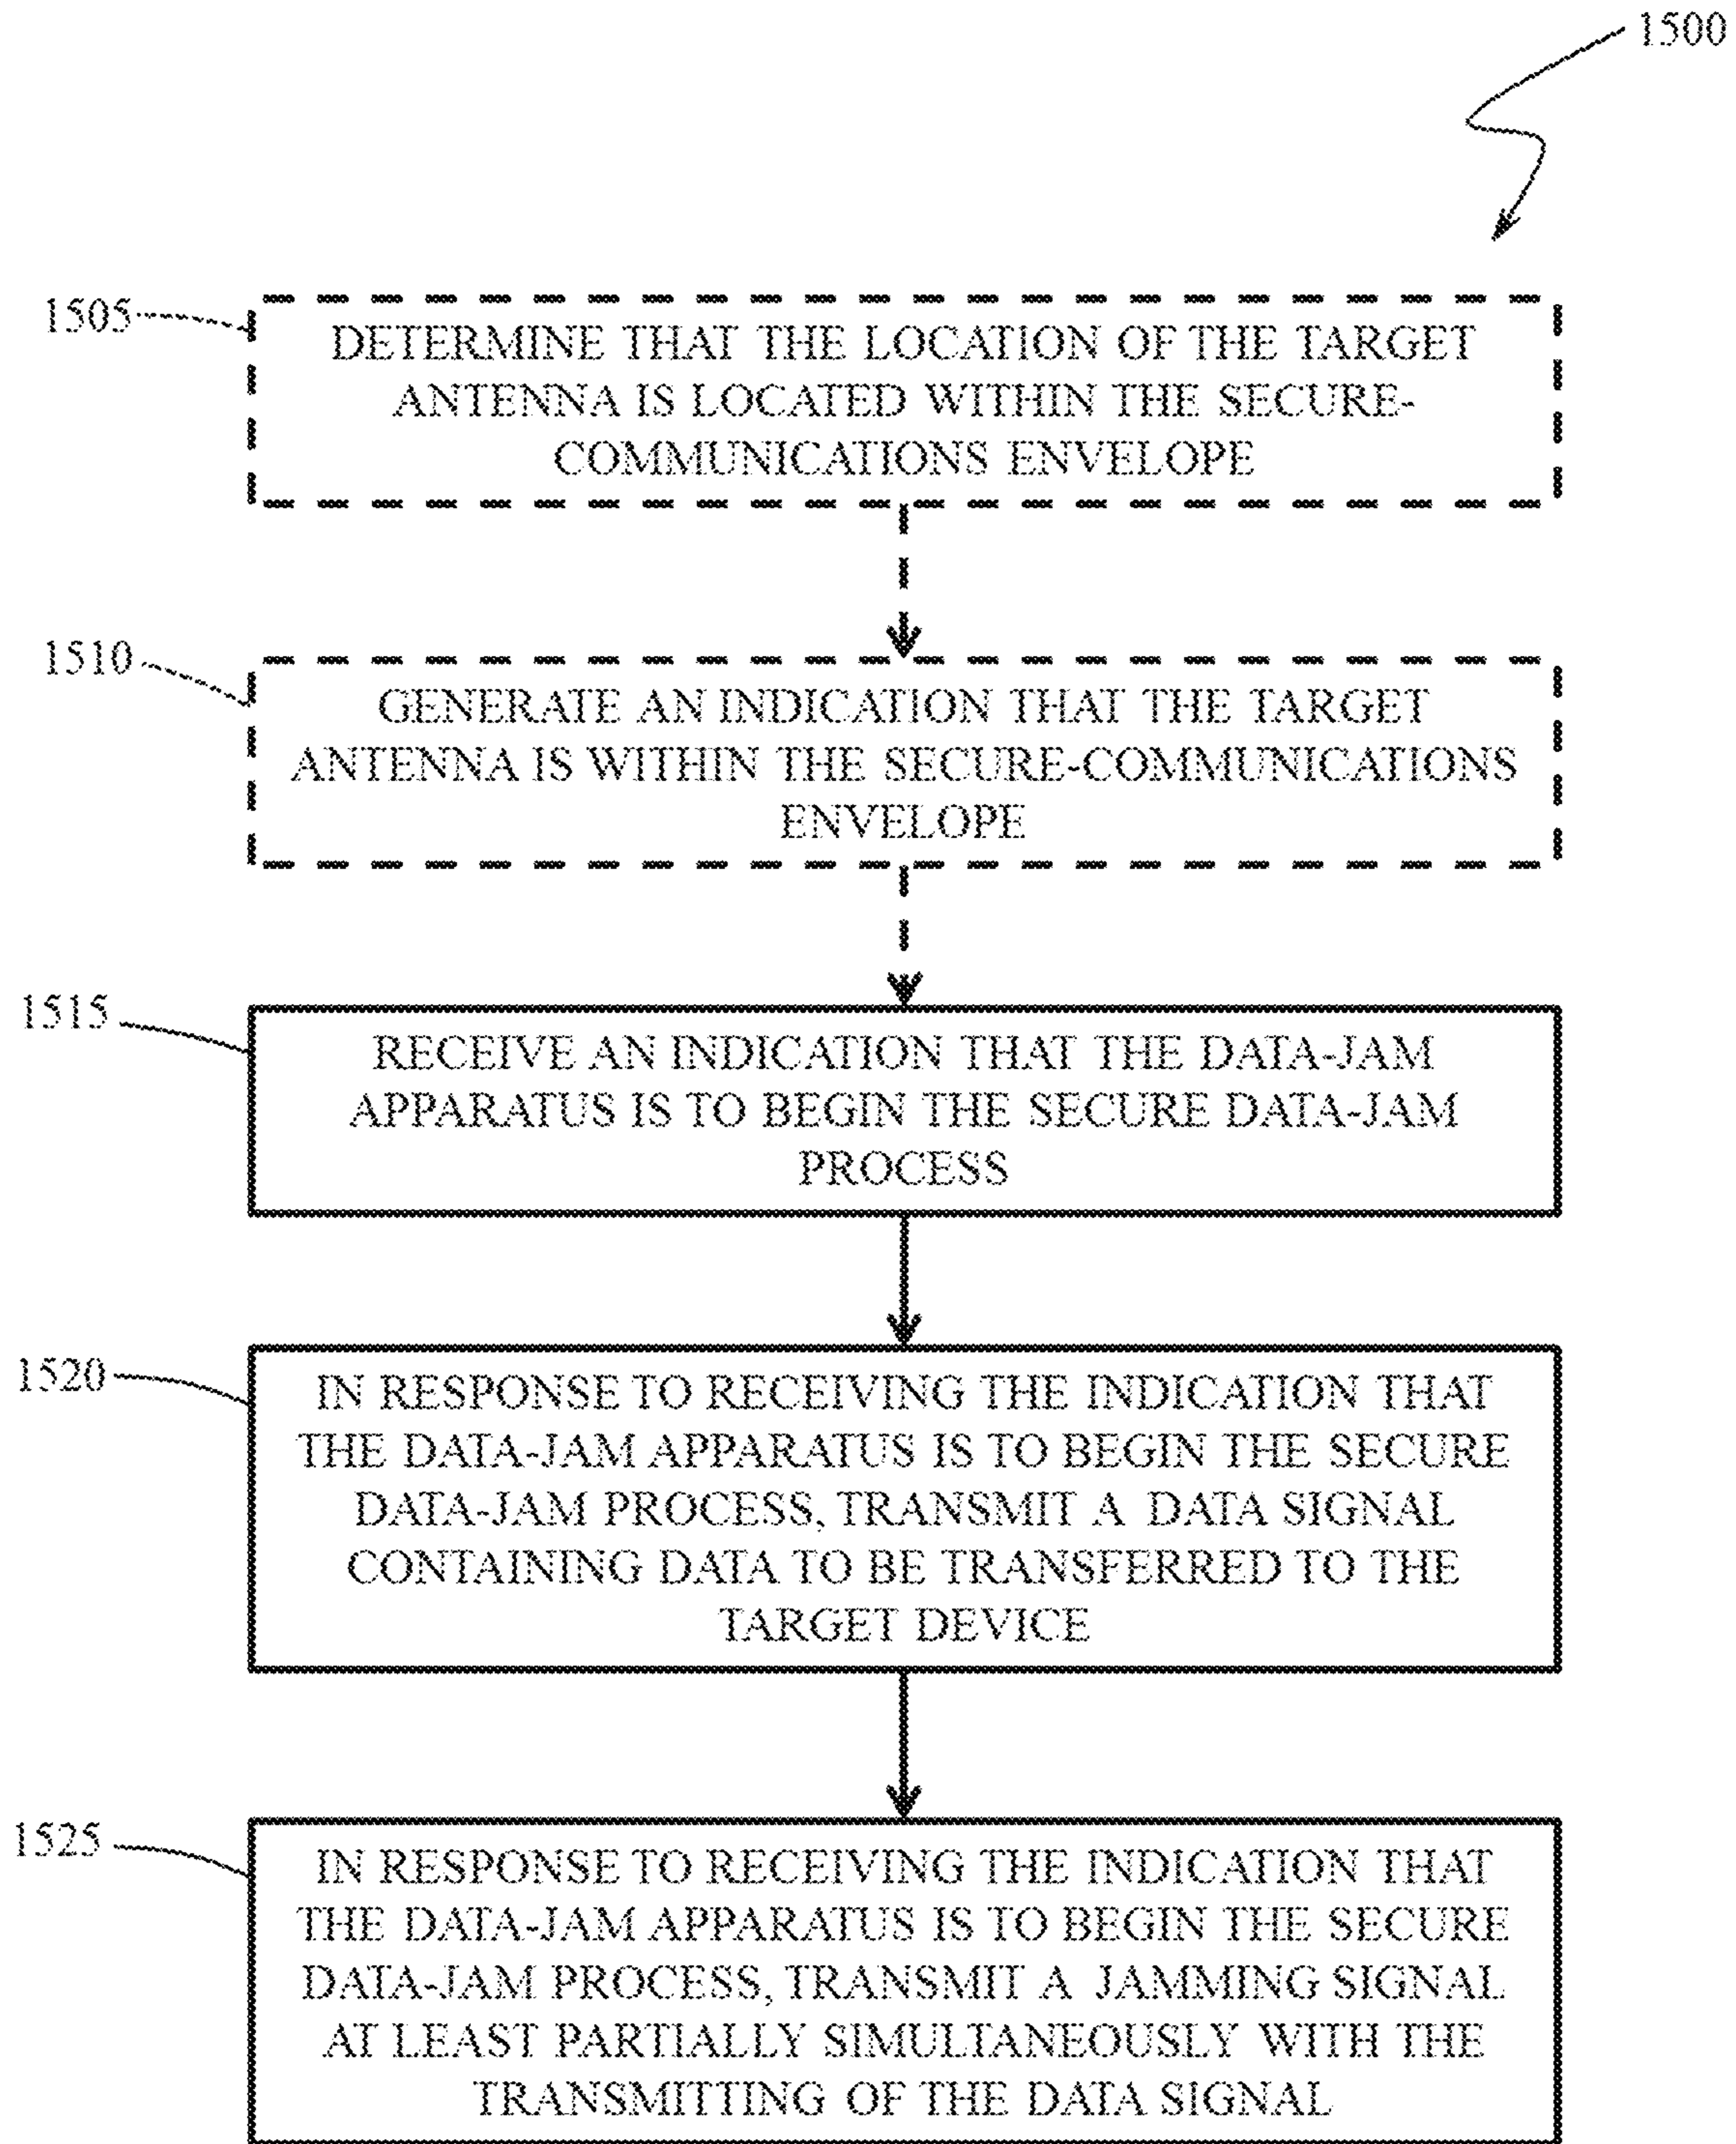 1500
1505
DETERMINE THAT THE LOCATION OF THE TARGET
ANTENNA IS LOCATED WITHIN THE SECURE-
COMMUNICATIONS ENVELOPE
1510
GENERATE AN INDICATION THAT THE TARGET
ANTENNA IS WITHIN THE SECURE-COMMUNICATIONS
ENVELOPE
1515
RECEIVE AN INDICATION THAT THE DATA-JAM
APPARATUS IS TO BEGIN THE SECURE DATA-JAM
PROCESS
1520
IN RESPONSE TO RECEIVING THE INDICATION THAT
THE DATA-JAM APPARATUS IS TO BEGIN THE SECURE
DATA-JAM PROCESS, TRANSMIT A DATA SIGNAL
CONTAINING DATA TO BE TRANSFERRED TO THE
TARGET DEVICE
1525
IN RESPONSE TO RECEIVING THE INDICATION THAT
THE DATA-JAM APPARATUS IS TO BEGIN THE SECURE
DATA-JAM PROCESS, TRANSMIT A JAMMING SIGNAL
AT LEAST PARTIALLY SIMULTANEOUSLY WITH THE
TRANSMITTING OF THE DATA SIGNAL